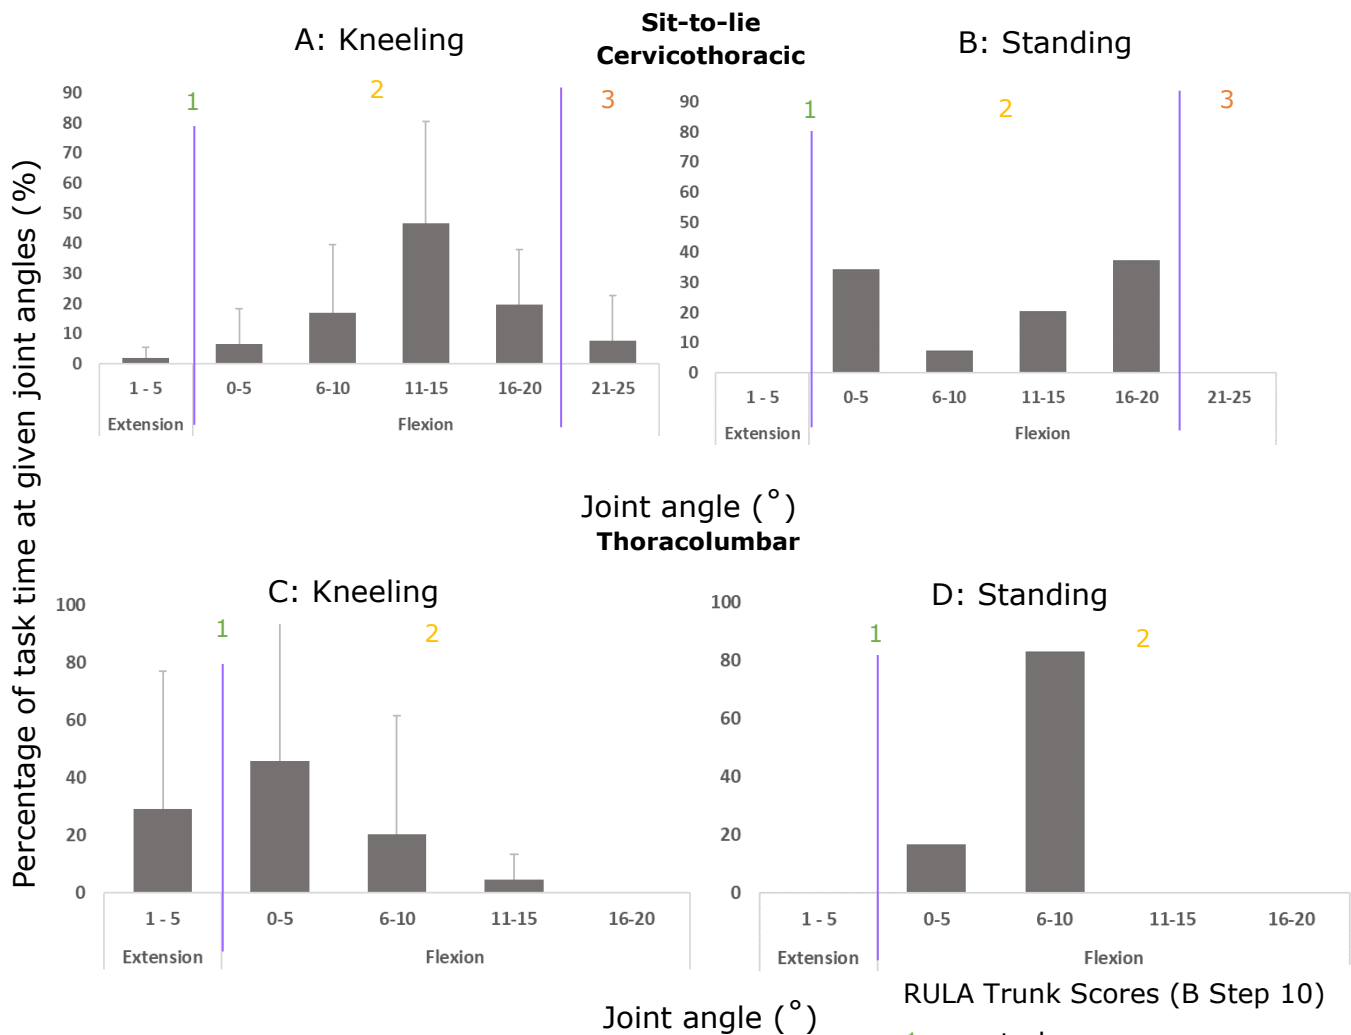 Sit-to-lie
Cervicothoracic
A: Kneeling
B: Standing
Percentage of task time at given joint angles (%)
1
2
3
90
80
70
60
50
40
30
20
10
0
1 - 5
0-5
6-10
11-15
16-20
21-25
Extension
Flexion
1
2
3
90
80
70
60
50
40
30
20
10
0
1 - 5
0-5
6-10
11-15
16-20
21-25
Extension
Flexion
Joint angle (°)
Thoracolumbar
C: Kneeling
D: Standing
1
2
100
80
60
40
20
0
1 - 5
0-5
6-10
11-15
16-20
Extension
Flexion
1
2
100
80
60
40
20
0
1 - 5
0-5
6-10
11-15
16-20
Extension
Flexion
Joint angle (°)
RULA Trunk Scores (B Step 10)